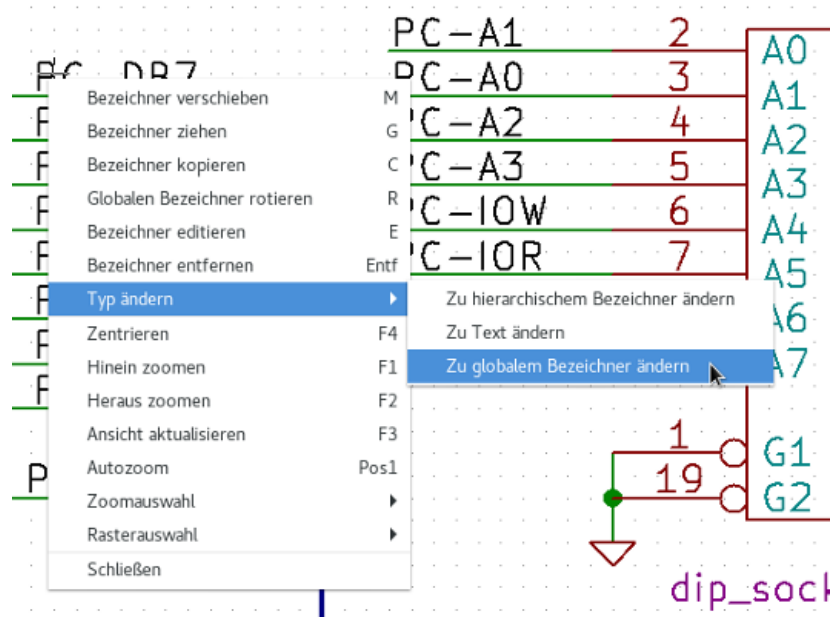 PC-A1 2 A0
PC-DB7 PC-A0 3 A1
PC-A2 4 A2
PC-A3 5 A3
PC-IOW 6 A4
PC-IOR 7 A5
A6
A7
1 G1
19 G2
dip_sock
Bezeichner verschieben M
Bezeichner ziehen G
Bezeichner kopieren C
Globalen Bezeichner rotieren R
Bezeichner editieren E
Bezeichner entfernen Entf
Typ ändern
Zentrieren F4
Hinein zoomen F1
Heraus zoomen F2
Ansicht aktualisieren F3
Autozoom Pos1
Zoomauswahl
Rasterauswahl
Schließen
Zu hierarchischem Bezeichner ändern
Zu Text ändern
Zu globalem Bezeichner ändern